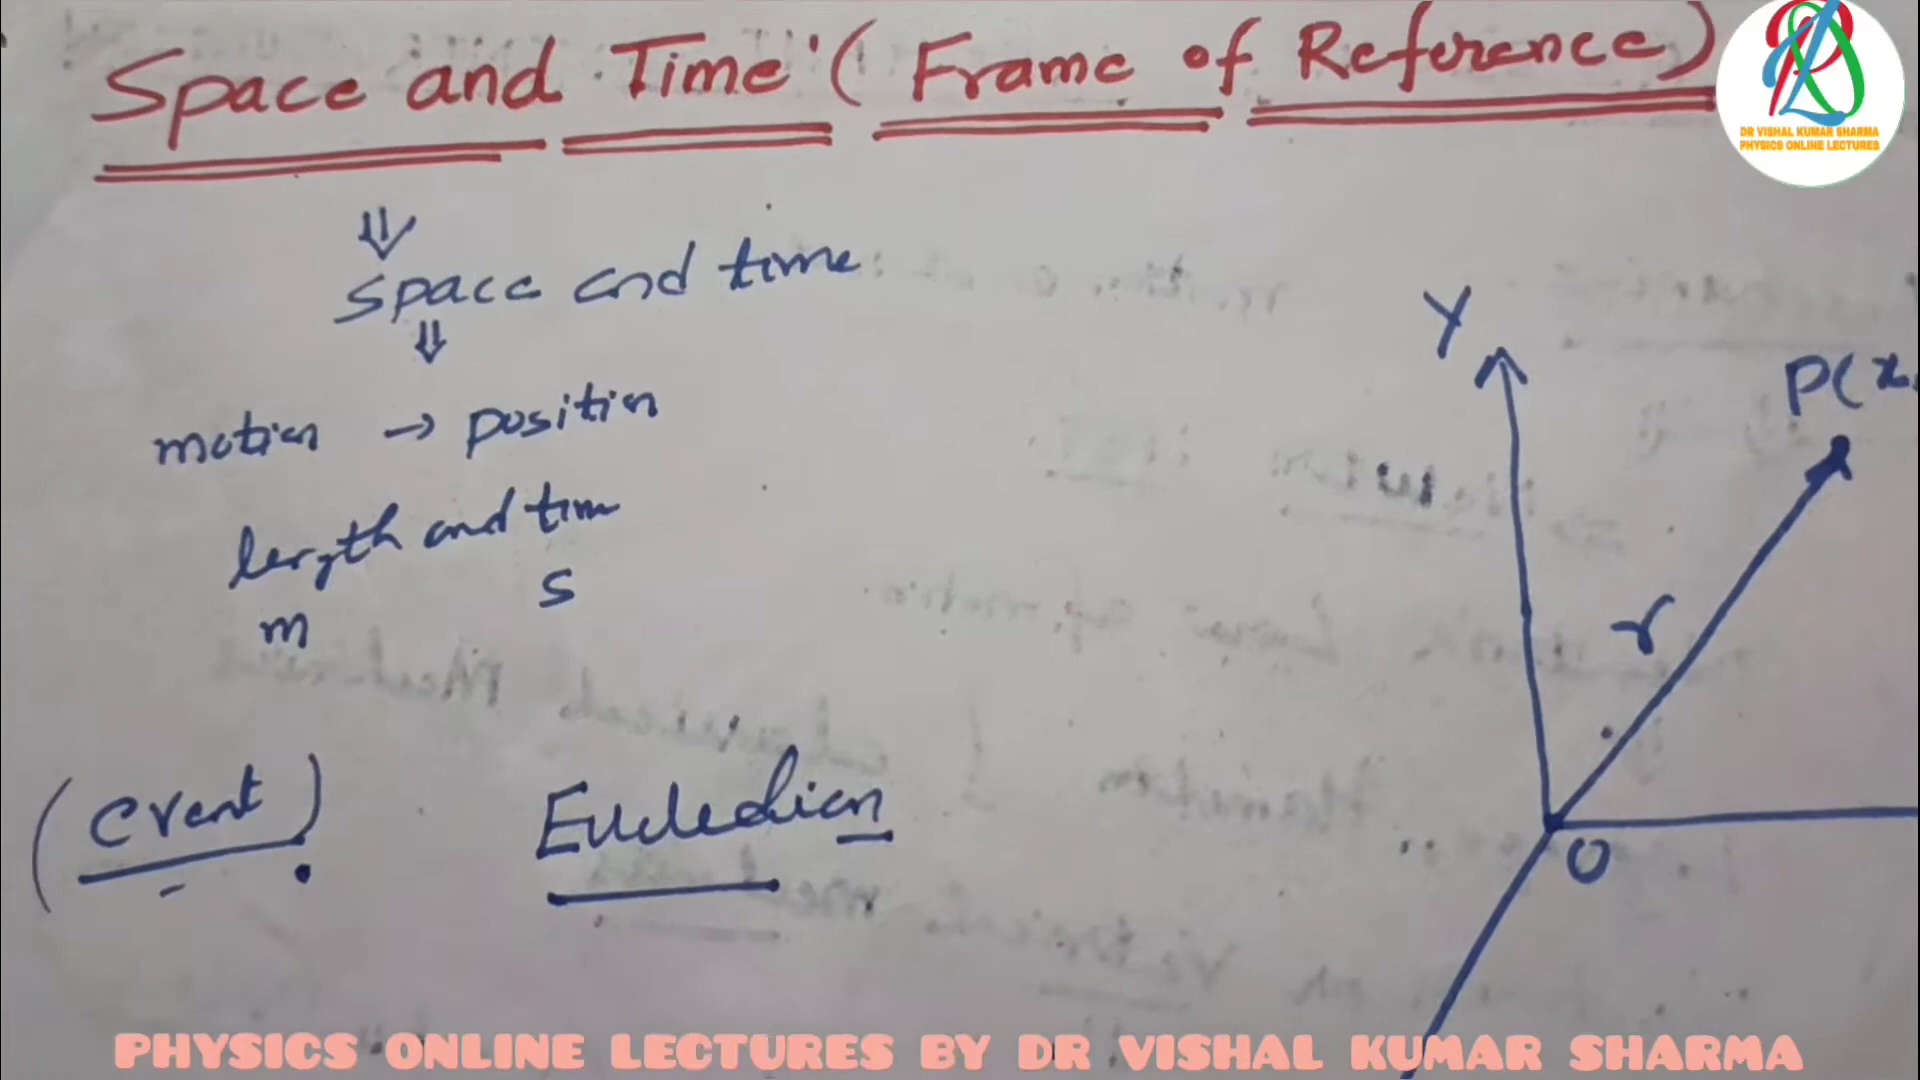 Space and Time (Frame of Reference)
DR VISHAL KUMAR SHARMA
PHYSICS ONLINE LECTURES
⇓
space and time
⇓
motion → position
length and time
m s
(event) Eucledian
Y
P(x,
r
O
PHYSICS ONLINE LECTURES BY DR VISHAL KUMAR SHARMA